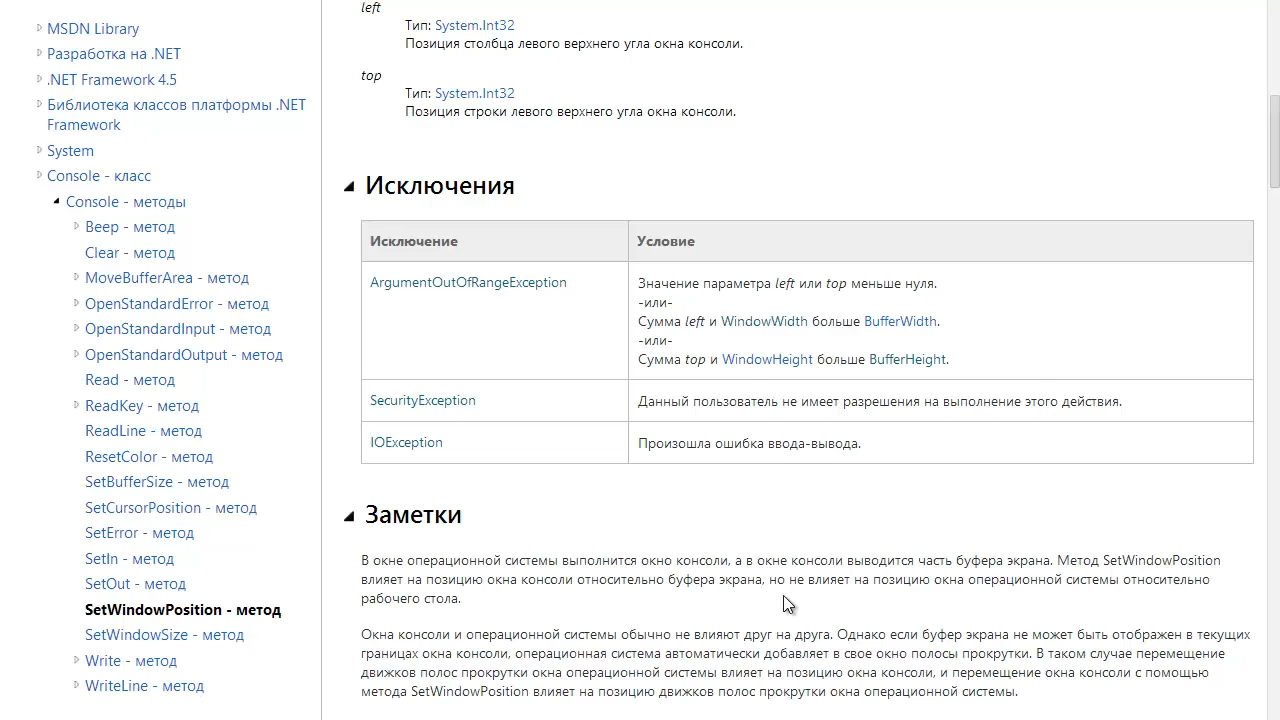 MSDN Library
Разработка на .NET
.NET Framework 4.5
Библиотека классов платформы .NET
Framework
System
Console - класс
Console - методы
Beep - метод
Clear - метод
MoveBufferArea - метод
OpenStandardError - метод
OpenStandardInput - метод
OpenStandardOutput - метод
Read - метод
ReadKey - метод
ReadLine - метод
ResetColor - метод
SetBufferSize - метод
SetCursorPosition - метод
SetError - метод
SetIn - метод
SetOut - метод
SetWindowPosition - метод
SetWindowSize - метод
Write - метод
WriteLine - метод
left
Тип: System.Int32
Позиция столбца левого верхнего угла окна консоли.
top
Тип: System.Int32
Позиция строки левого верхнего угла окна консоли.
Исключения
Исключение
Условие
ArgumentOutOfRangeException
Значение параметра left или top меньше нуля.
-или-
Сумма left и WindowWidth больше BufferWidth.
-или-
Сумма top и WindowHeight больше BufferHeight.
SecurityException
Данный пользователь не имеет разрешения на выполнение этого действия.
IOException
Произошла ошибка ввода-вывода.
Заметки
В окне операционной системы выполнится окно консоли, а в окне консоли выводится часть буфера экрана. Метод SetWindowPosition
влияет на позицию окна консоли относительно буфера экрана, но не влияет на позицию окна операционной системы относительно
рабочего стола.
Окна консоли и операционной системы обычно не влияют друг на друга. Однако если буфер экрана не может быть отображен в текущих
границах окна консоли, операционная система автоматически добавляет в свое окно полосы прокрутки. В таком случае перемещение
движков полос прокрутки окна операционной системы влияет на позицию окна консоли, и перемещение окна консоли с помощью
метода SetWindowPosition влияет на позицию движков полос прокрутки окна операционной системы.